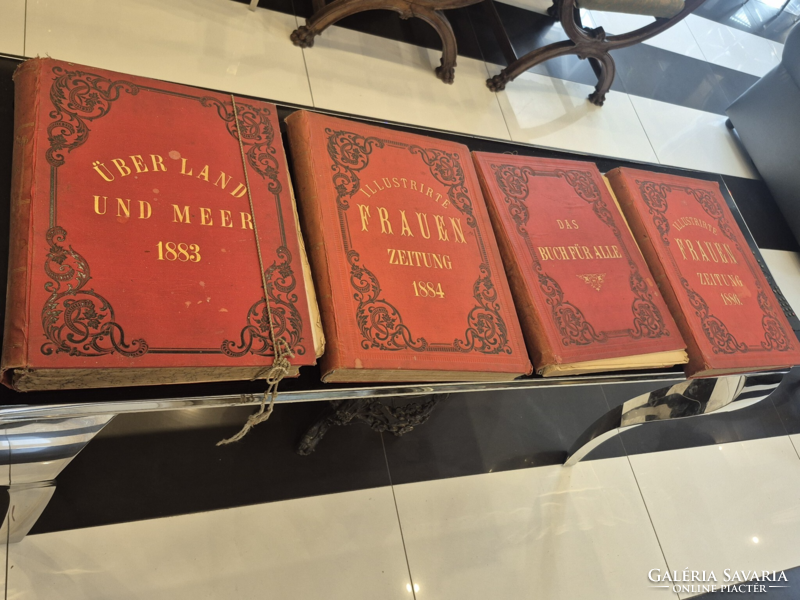 ÜBER LAND
UND MEER
1883
ILLUSTRIRTE
FRAUEN
ZEITUNG
1884
DAS
BUCH FÜR ALLE
ILLUSTRIRTE
FRAUEN
ZEITUNG
1886
GALÉRIA SAVARIA
ONLINE PIACTÉR